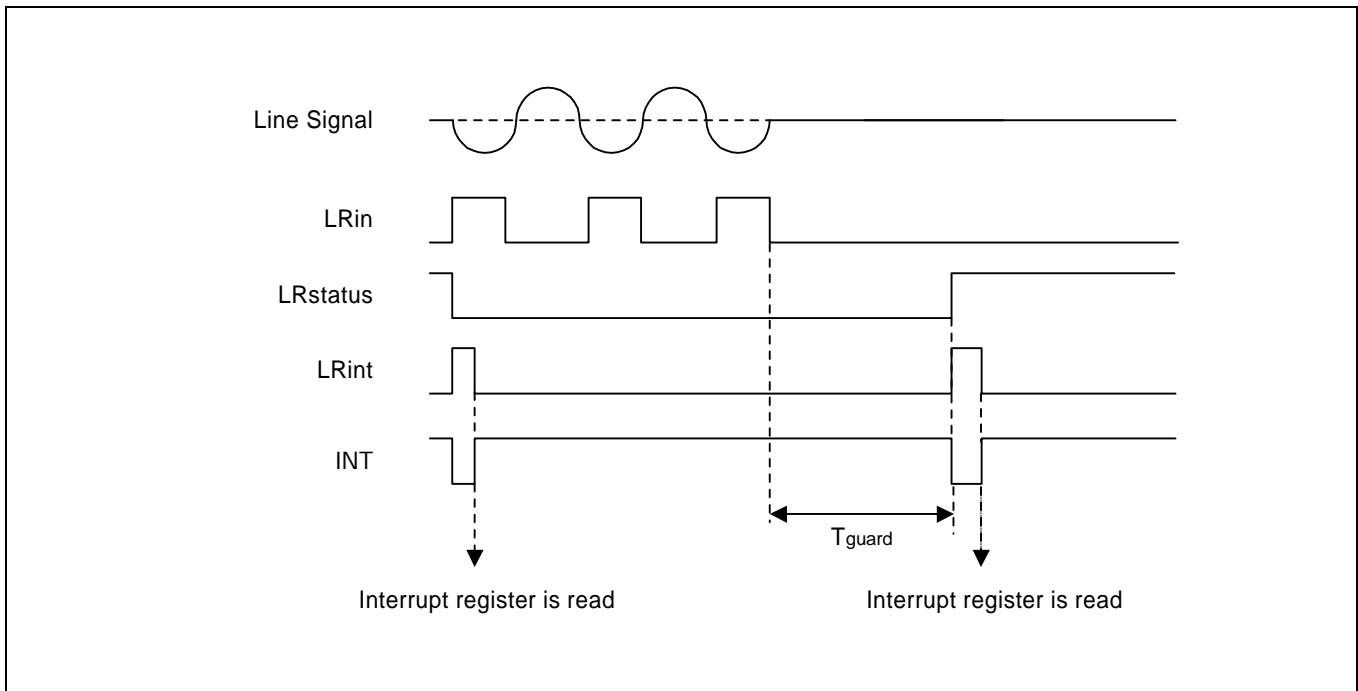 Line Signal
LRin
LRstatus
LRint
INT
Tguard
Interrupt register is read
Interrupt register is read